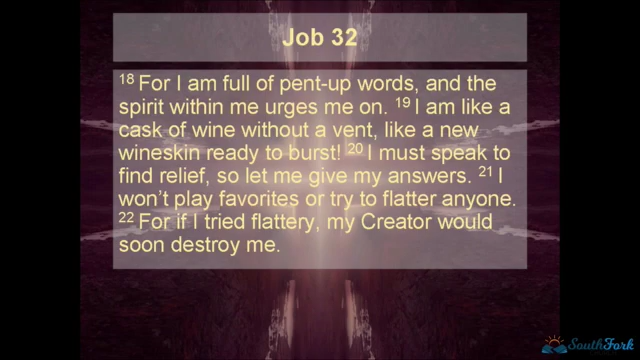 Job 32
18 For I am full of pent-up words, and the
spirit within me urges me on. 19 I am like a
cask of wine without a vent, like a new
wineskin ready to burst! 20 I must speak to
find relief, so let me give my answers. 21 I
won’t play favorites or try to flatter anyone.
22 For if I tried flattery, my Creator would
soon destroy me.
SouthFork